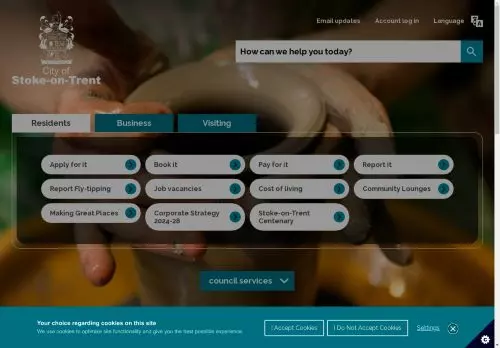 Email updates
Account log in
Language
City of
Stoke-on-Trent
How can we help you today?
Residents
Business
Visiting
Apply for it
Book it
Pay for it
Report it
Report Fly-tipping
Job vacancies
Cost of living
Community Lounges
Making Great Places
Corporate Strategy
2024-28
Stoke-on-Trent
Centenary
council services
Your choice regarding cookies on this site
We use cookies to optimise site functionality and give you the best possible experience.
I Accept Cookies
I Do Not Accept Cookies
Settings